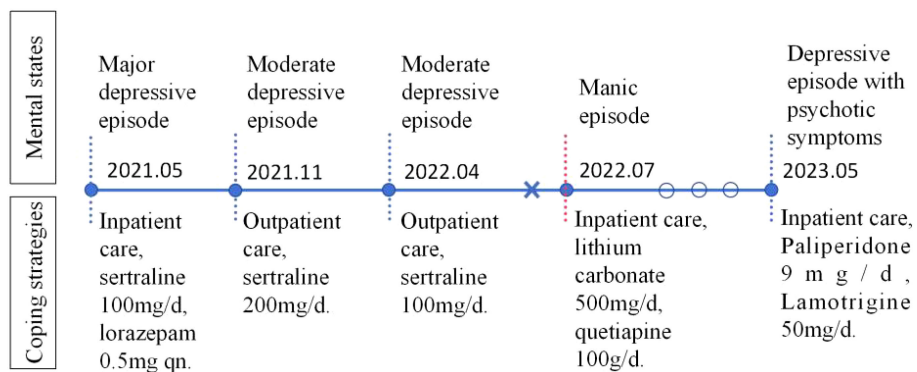 Mental states
Major
depressive
episode
Moderate
depressive
episode
Moderate
depressive
episode
Manic
episode
Depressive
episode with
psychotic
symptoms
2021.05
2021.11
2022.04
2022.07
2023.05
Coping strategies
Inpatient
care,
sertraline
100mg/d,
lorazepam
0.5mg qn.
Outpatient
care,
sertraline
200mg/d.
Outpatient
care,
sertraline
100mg/d.
Inpatient care,
lithium
carbonate
500mg/d,
quetiapine
100g/d.
Inpatient care,
Paliperidone
9 m g / d ,
Lamotrigine
50mg/d.